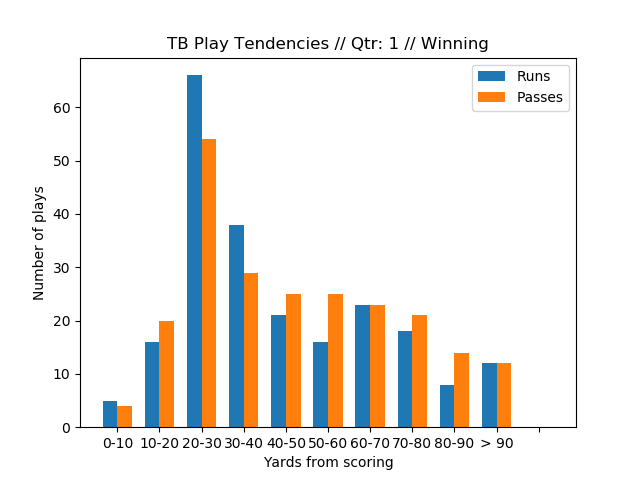 TB Play Tendencies // Qtr: 1 // Winning
Runs
Passes
Number of plays
60
50
40
30
20
10
0
0-10 10-20 20-30 30-40 40-50 50-60 60-70 70-80 80-90 > 90
Yards from scoring